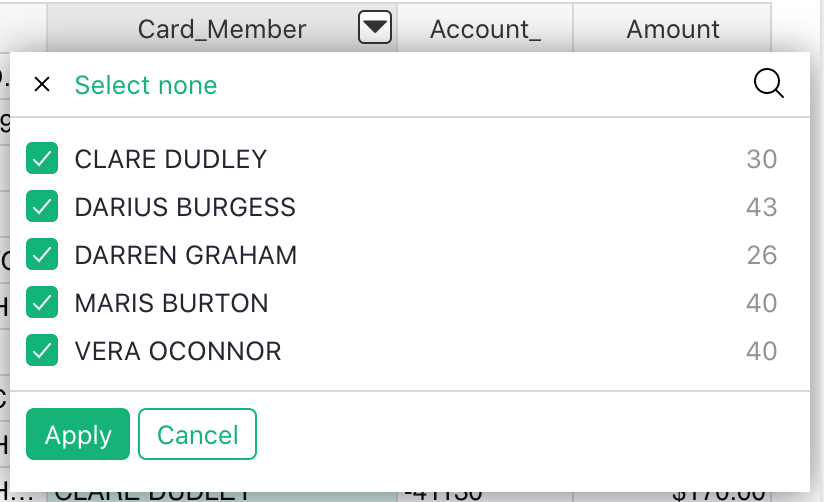 Card_Member Account_ Amount
Select none
CLARE DUDLEY 30
DARIUS BURGESS 43
DARREN GRAHAM 26
MARIS BURTON 40
VERA OCONNOR 40
Apply Cancel
CLARE DUDLEY -41130 $170.00